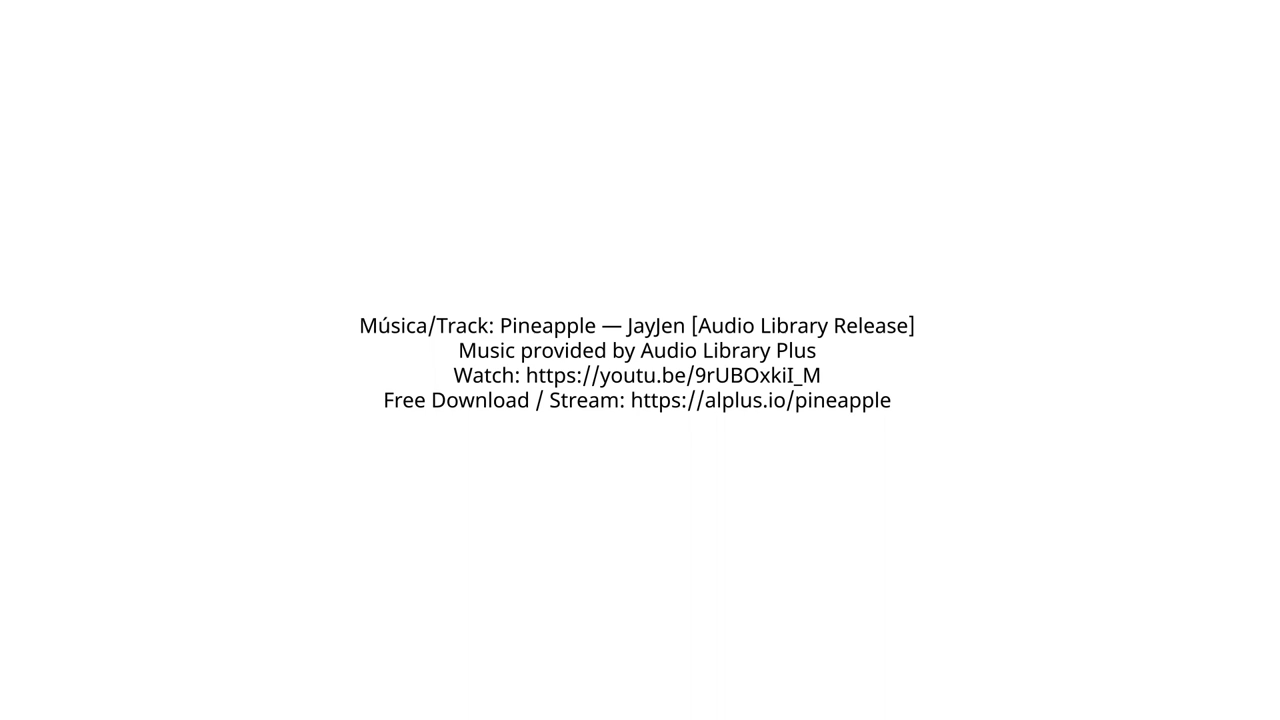 Música/Track: Pineapple — JayJen [Audio Library Release]
Music provided by Audio Library Plus
Watch: https://youtu.be/9rUBOxkiI_M
Free Download / Stream: https://alplus.io/pineapple